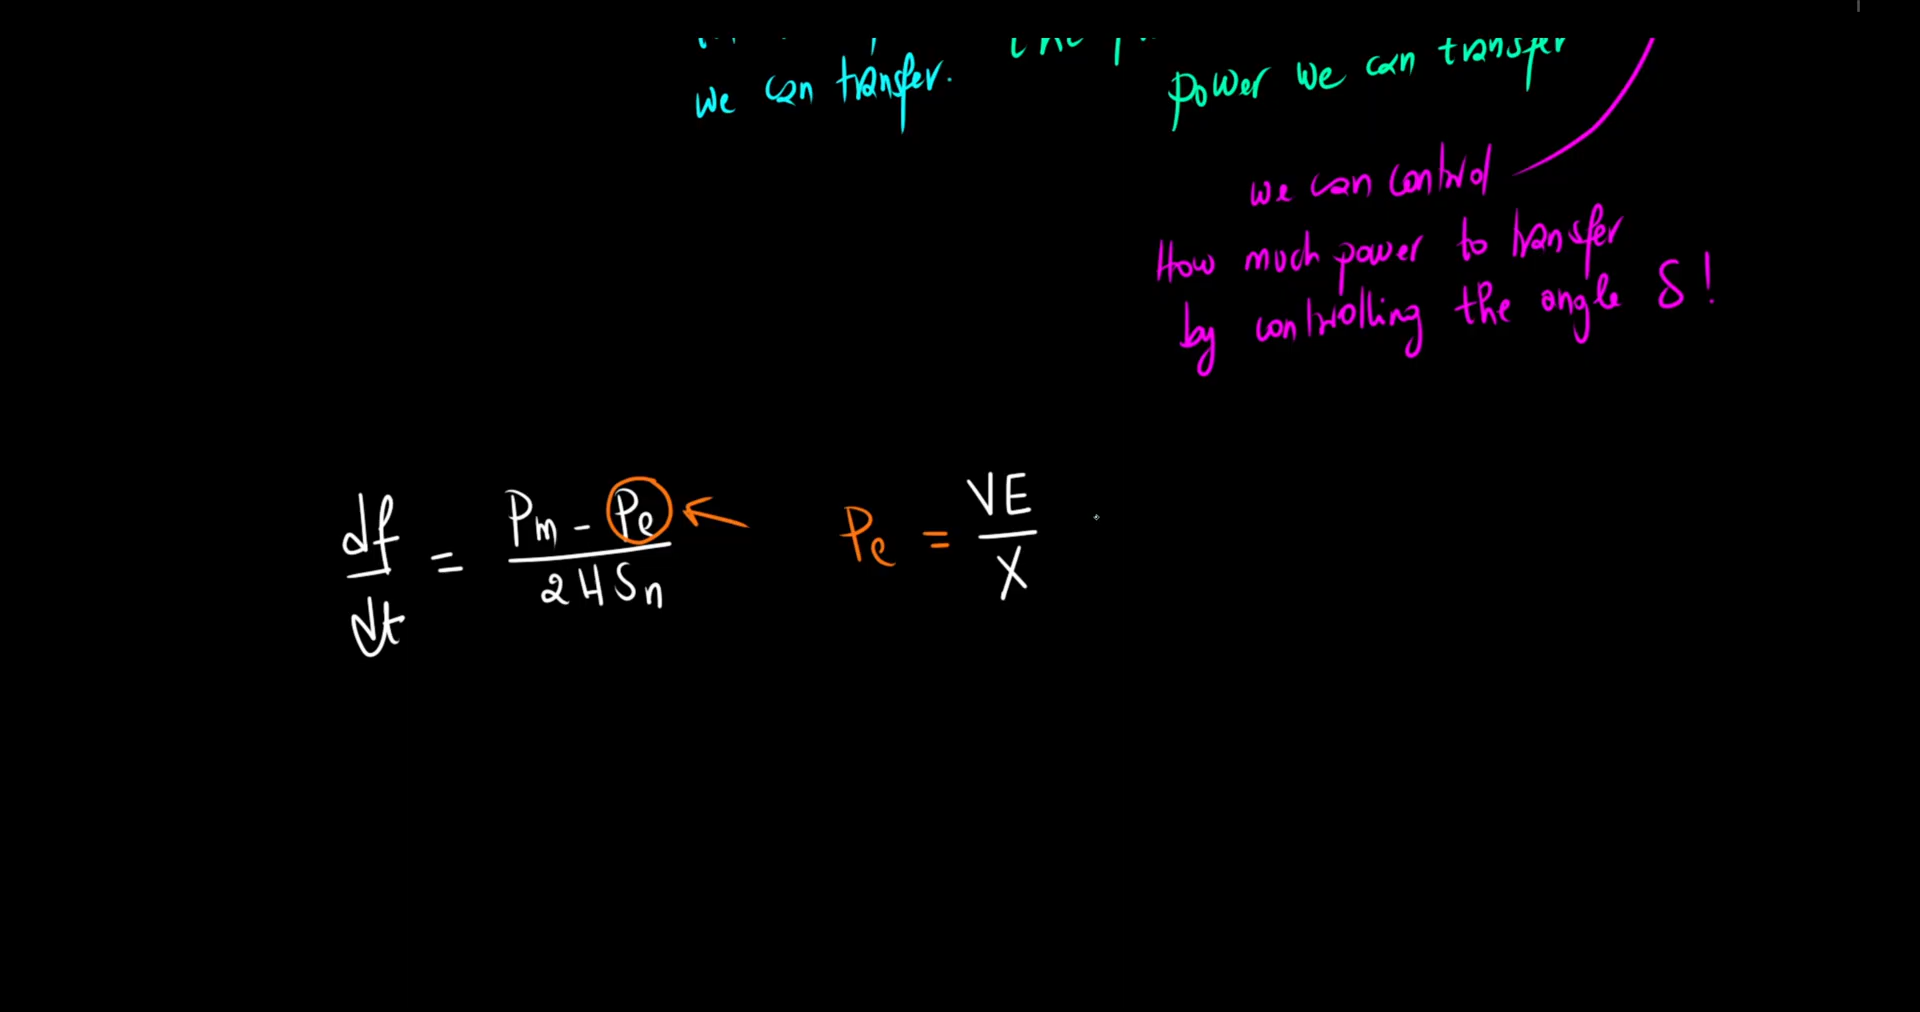 we can transfer.
power we can transfer
we can control
How much power to transfer
by controlling the angle δ!
df/dt = (Pm - Pe)/(2HSn)
Pe = VE/X